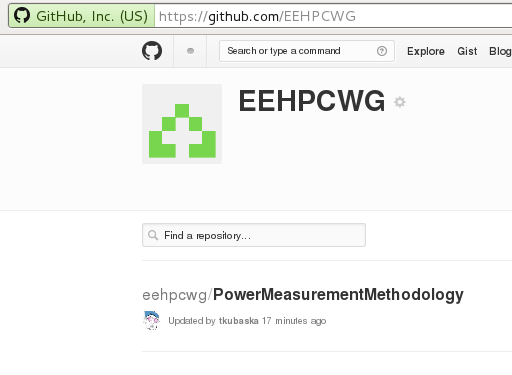 GitHub, Inc. (US) https://github.com/EEHPCWG
Search or type a command ? Explore Gist Blog
EEHPCWG
Find a repository...
eehpcwg/PowerMeasurementMethodology
Updated by tkubaska 17 minutes ago